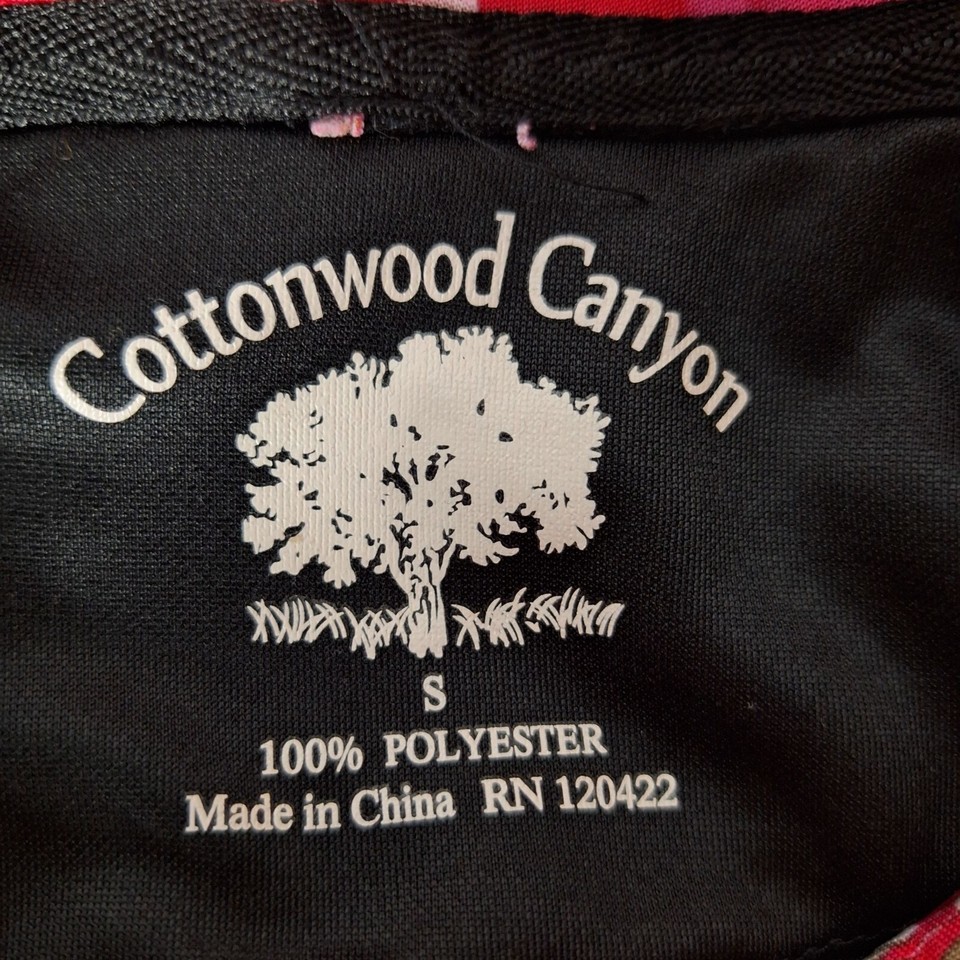 Cottonwood Canyon
S
100% POLYESTER
Made in China RN 120422